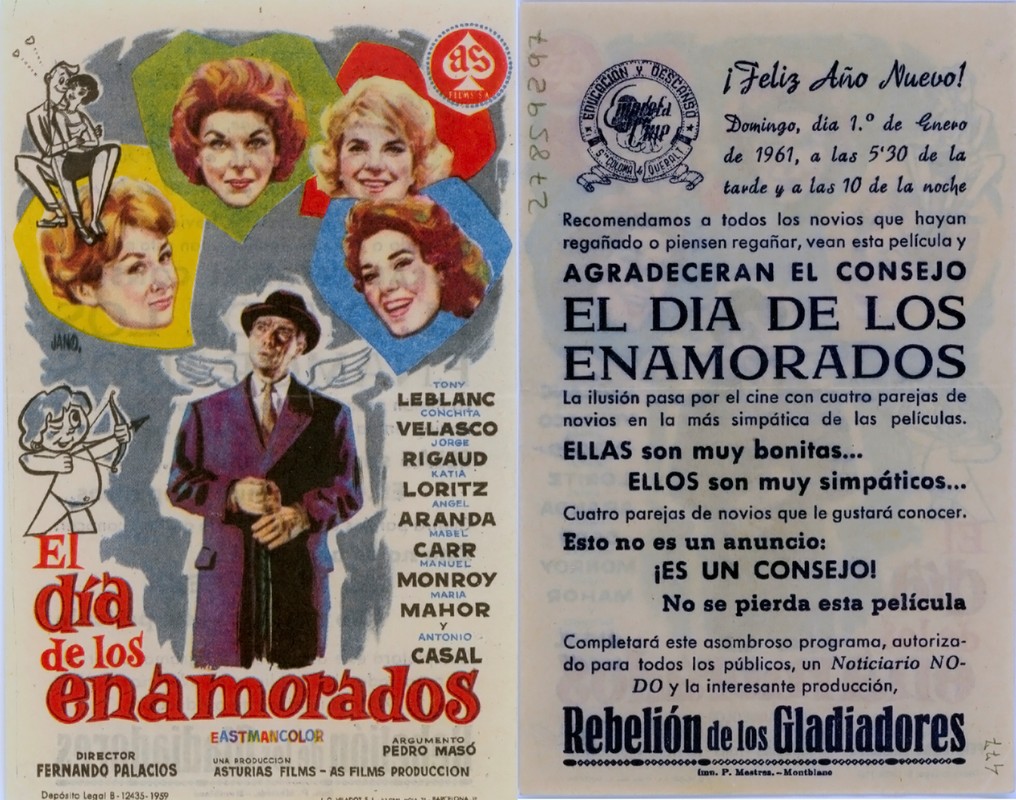 as
FILMS S.A.
JANO.
TONY
LEBLANC
CONCHITA
VELASCO
JORGE
RIGAUD
KATIA
LORITZ
ANGEL
ARANDA
MABEL
CARR
MANUEL
MONROY
MARIA
MAHOR
Y
ANTONIO
CASAL
El
día
de los
enamorados
EASTMANCOLOR
DIRECTOR
FERNANDO PALACIOS
UNA PRODUCCION
ASTURIAS FILMS - AS FILMS PRODUCCION
ARGUMENTO
PEDRO MASÓ
Depósito Legal B-12435-1959
27859297
EDUCACION Y DESCANSO
STA COLOMA de QUERALT
¡Feliz Año Nuevo!
Domingo, día 1.º de Enero
de 1961, a las 5'30 de la
tarde y a las 10 de la noche
Recomendamos a todos los novios que hayan
regañado o piensen regañar, vean esta película y
AGRADECERAN EL CONSEJO
EL DIA DE LOS
ENAMORADOS
La ilusión pasa por el cine con cuatro parejas de
novios en la más simpática de las películas.
ELLAS son muy bonitas...
ELLOS son muy simpáticos...
Cuatro parejas de novios que le gustará conocer.
Esto no es un anuncio:
¡ES UN CONSEJO!
No se pierda esta película
Completará este asombroso programa, autoriza-
do para todos los públicos, un Noticiario NO-
DO y la interesante producción,
Rebelión de los Gladiadores
Imp. P. Mestres.-Montblanc